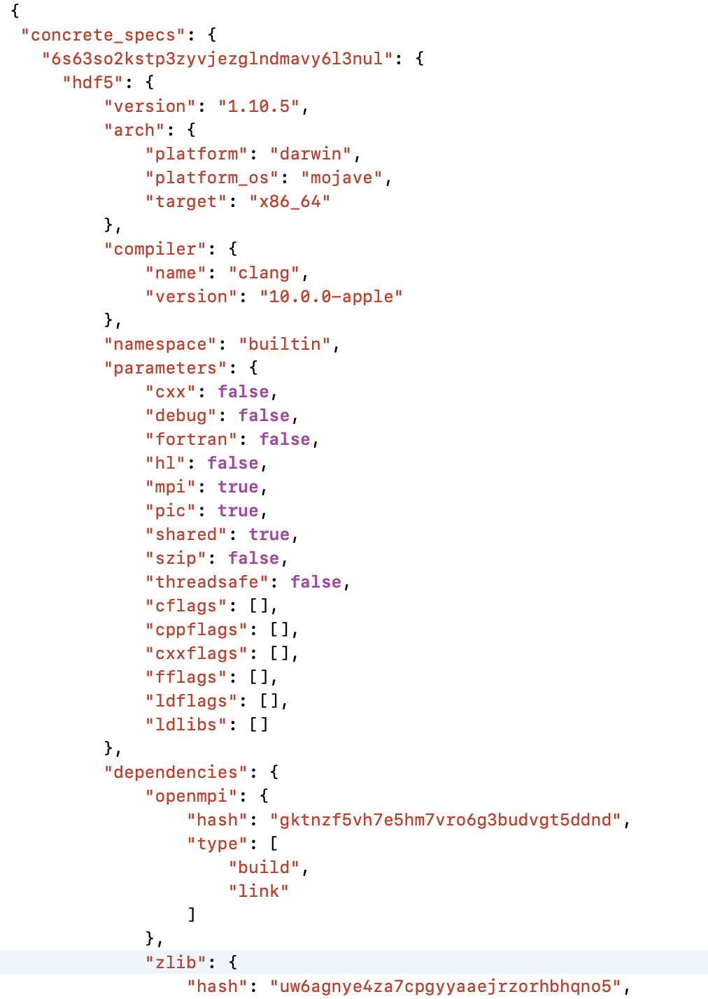 {
"concrete_specs": {
"6s63so2kstp3zyvjezglndmavy6l3nul": {
"hdf5": {
"version": "1.10.5",
"arch": {
"platform": "darwin",
"platform_os": "mojave",
"target": "x86_64"
},
"compiler": {
"name": "clang",
"version": "10.0.0-apple"
},
"namespace": "builtin",
"parameters": {
"cxx": false,
"debug": false,
"fortran": false,
"hl": false,
"mpi": true,
"pic": true,
"shared": true,
"szip": false,
"threadsafe": false,
"cflags": [],
"cppflags": [],
"cxxflags": [],
"fflags": [],
"ldflags": [],
"ldlibs": []
},
"dependencies": {
"openmpi": {
"hash": "gktnzf5vh7e5hm7vro6g3budvgt5ddnd",
"type": [
"build",
"link"
]
},
"zlib": {
"hash": "uw6agnye4za7cpgyyaaejrzorhbhqno5",